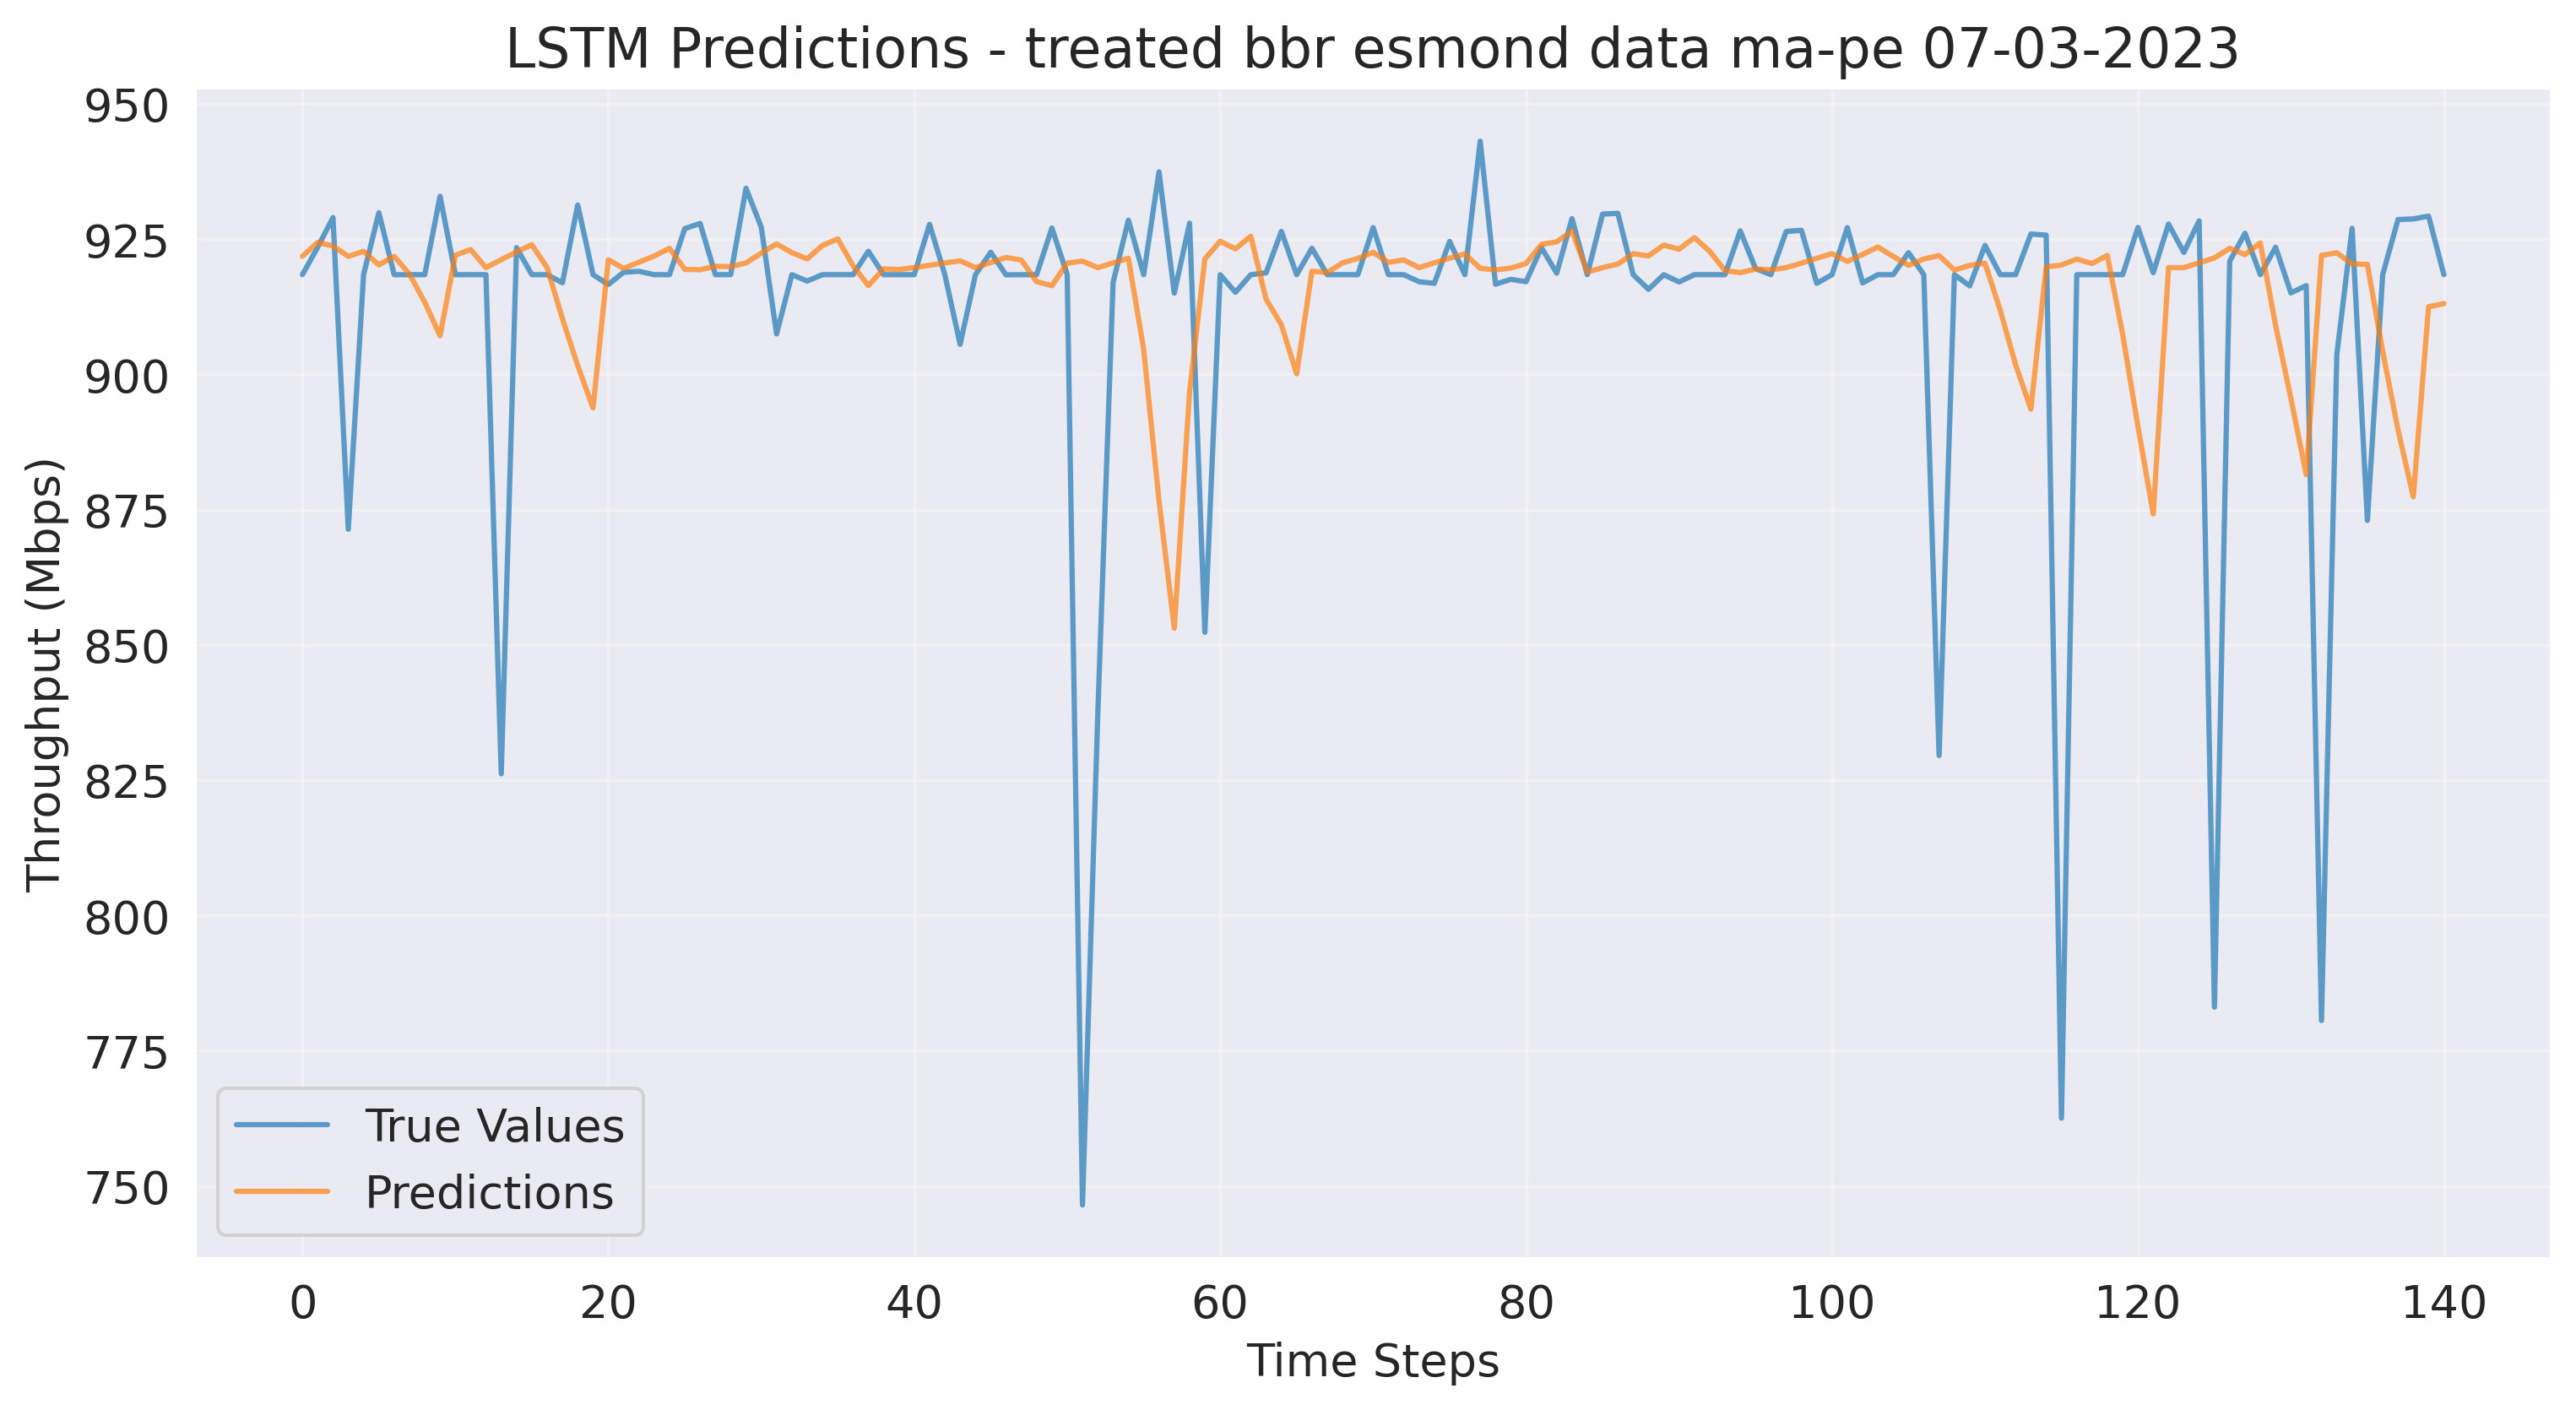 LSTM Predictions - treated bbr esmond data ma-pe 07-03-2023
Throughput (Mbps)
950
925
900
875
850
825
800
775
750
True Values
Predictions
0 20 40 60 80 100 120 140
Time Steps